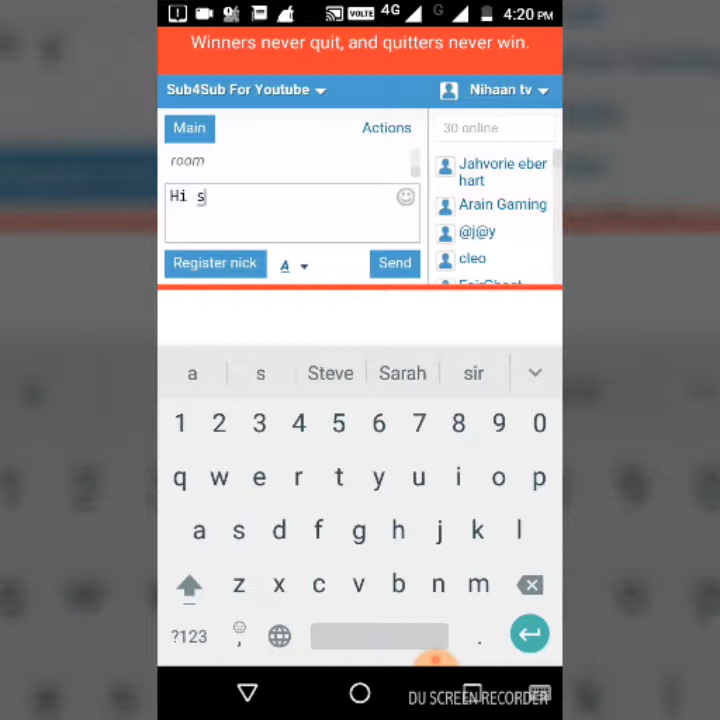 VOLTE 4G G 4:20 PM
Winners never quit, and quitters never win.
Sub4Sub For Youtube
Nihaan tv
Main
Actions
30 online
room
Hi s
Jahvorie eber
hart
Arain Gaming
@j@y
cleo
Register nick
A
Send
a s Steve Sarah sir
1 2 3 4 5 6 7 8 9 0
q w e r t y u i o p
a s d f g h j k l
z x c v b n m
?123 , .
DU SCREEN RECORDER